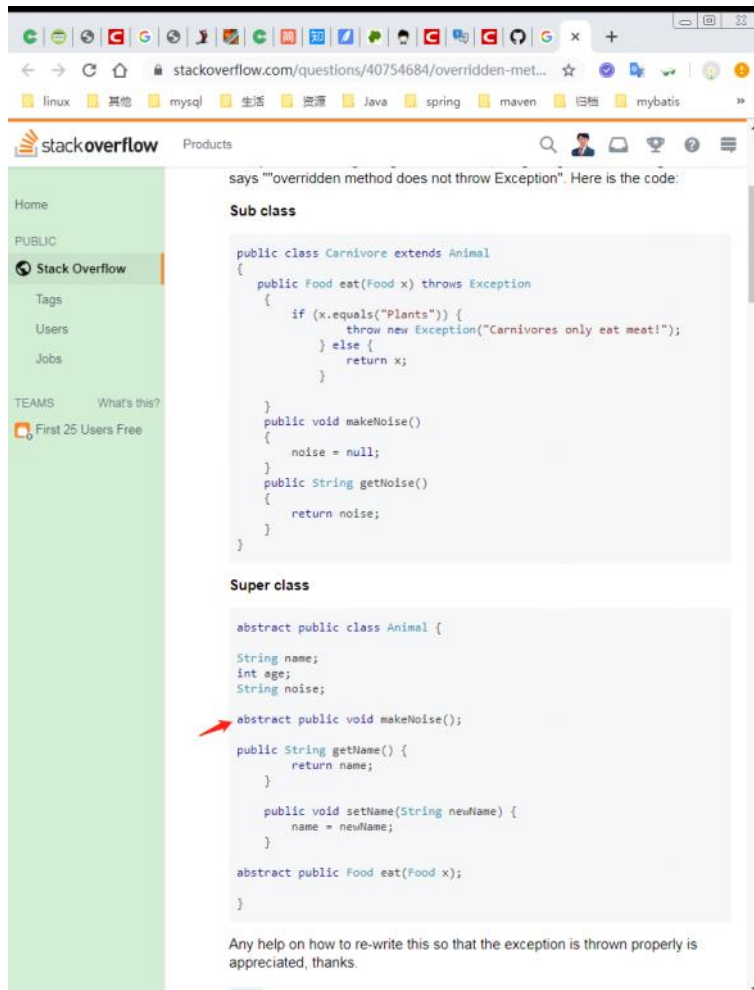 stackoverflow.com/questions/40754684/overridden-met...
linux 其他 mysql 生活 资源 Java spring maven 归档 mybatis »
stackoverflow Products
says ""overridden method does not throw Exception". Here is the code:
Home
Sub class
PUBLIC
Stack Overflow
Tags
Users
Jobs
TEAMS What's this?
First 25 Users Free
public class Carnivore extends Animal
{
public Food eat(Food x) throws Exception
{
if (x.equals("Plants")) {
throw new Exception("Carnivores only eat meat!");
} else {
return x;
}
}
public void makeNoise()
{
noise = null;
}
public String getNoise()
{
return noise;
}
}
Super class
abstract public class Animal {
String name;
int age;
String noise;
abstract public void makeNoise();
public String getName() {
return name;
}
public void setName(String newName) {
name = newName;
}
abstract public Food eat(Food x);
}
Any help on how to re-write this so that the exception is thrown properly is
appreciated, thanks.